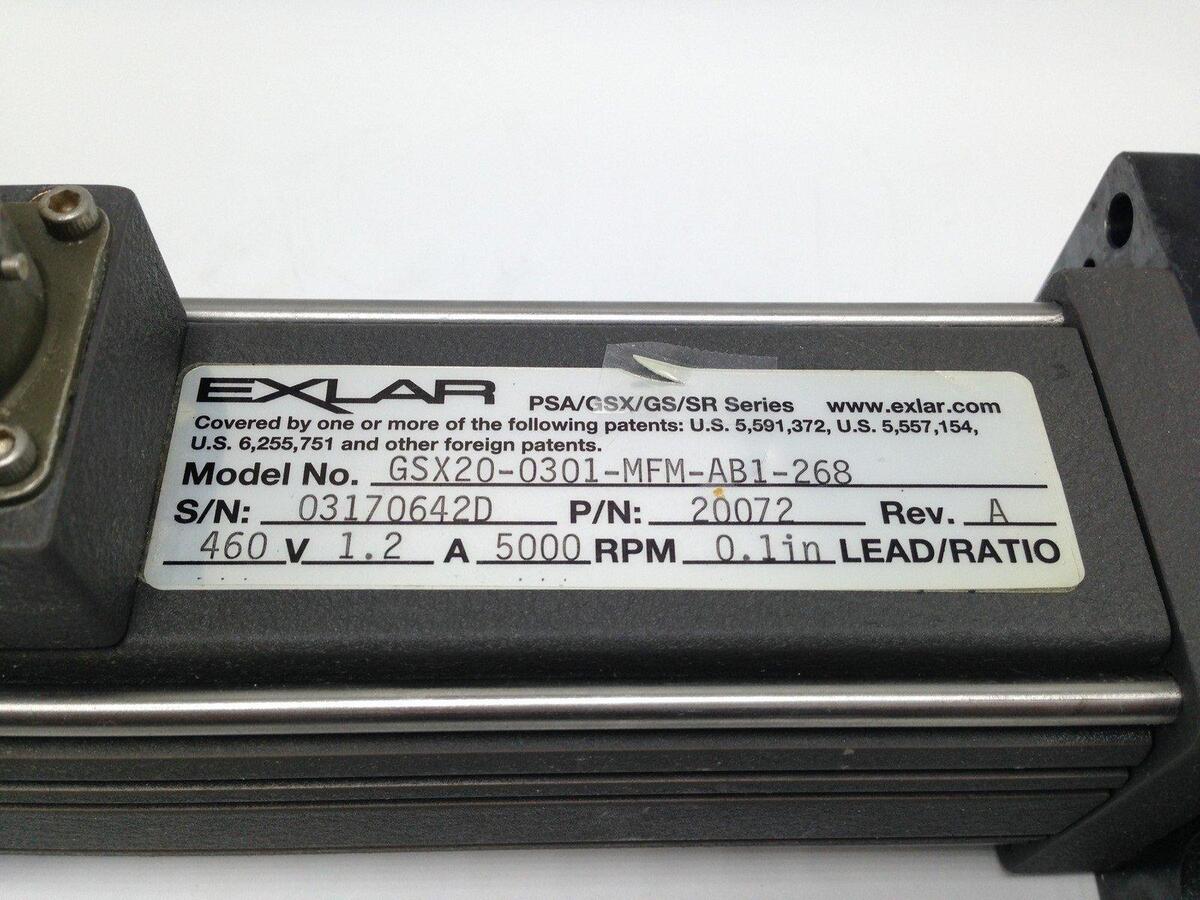 EXLAR PSA/GSX/GS/SR Series www.exlar.com
Covered by one or more of the following patents: U.S. 5,591,372, U.S. 5,557,154,
U.S. 6,255,751 and other foreign patents.
Model No. GSX20-0301-MFM-AB1-268
S/N: 03170642D P/N: 20072 Rev. A
460 V 1.2 A 5000 RPM 0.1in LEAD/RATIO